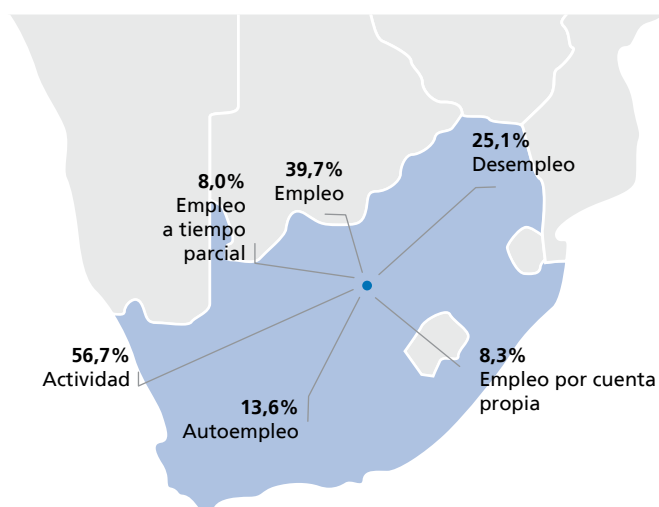 25,1%
Desempleo
39,7%
Empleo
8,0%
Empleo
a tiempo
parcial
56,7%
Actividad
8,3%
Empleo por cuenta
propia
13,6%
Autoempleo